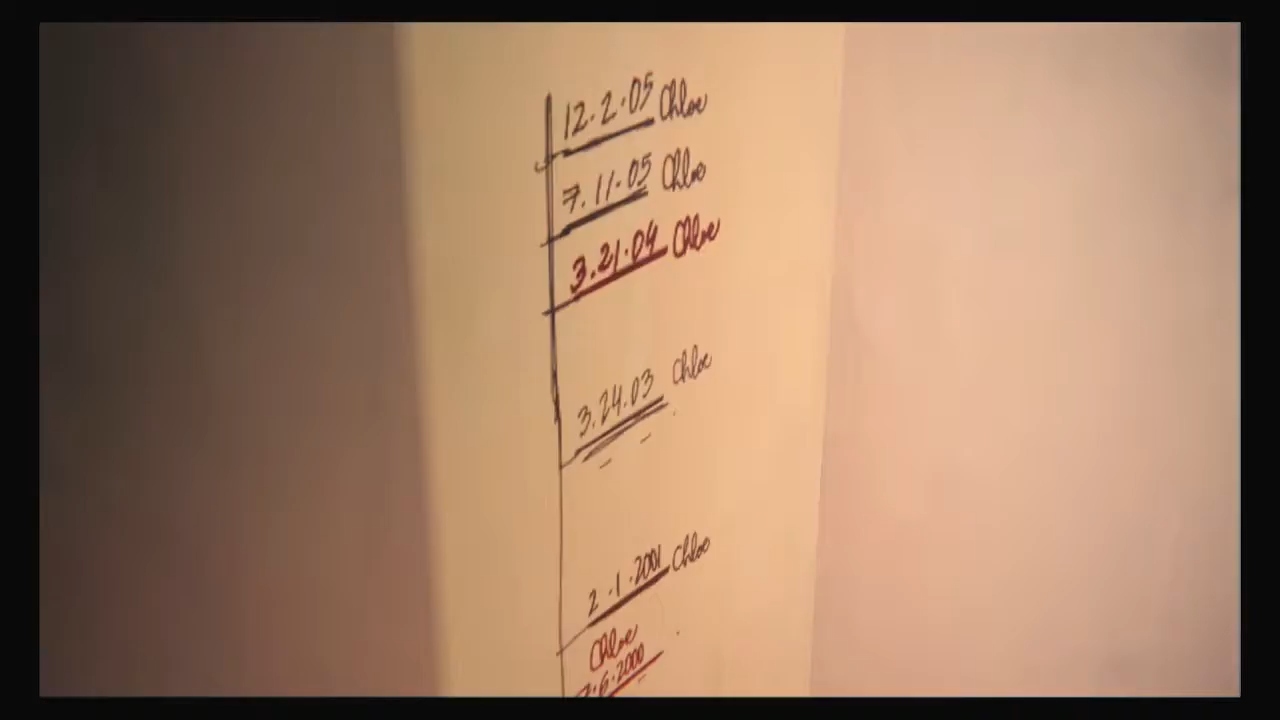 12.2.05 Chloe
7.11.05 Chloe
3.21.04 Chloe
3.24.03 Chloe
2.1.2001 Chloe
Chloe